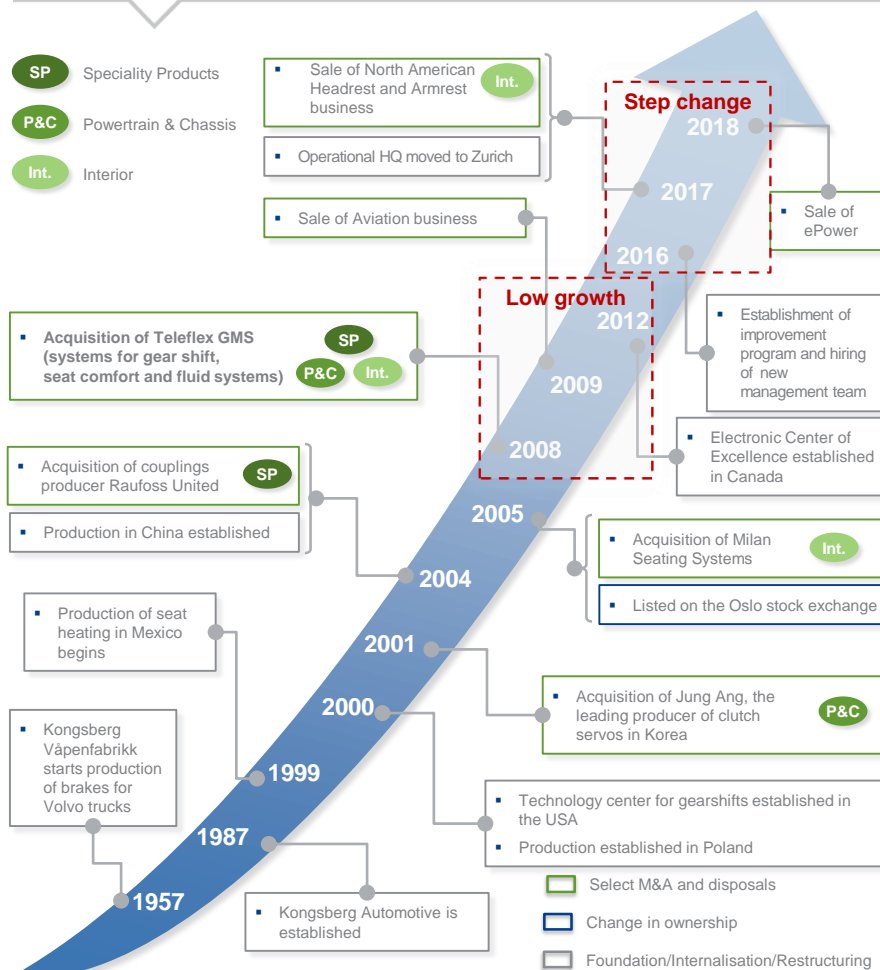 SP Speciality Products
P&C Powertrain & Chassis
Int. Interior
Sale of North American
Headrest and Armrest
business
Int.
Operational HQ moved to Zurich
Sale of Aviation business
Step change
2018
2017
2016
Sale of
ePower
Low growth
2012
2009
2008
Establishment of
improvement
program and hiring
of new
management team
Acquisition of Teleflex GMS
(systems for gear shift,
seat comfort and fluid systems)
SP
P&C
Int.
Electronic Center of
Excellence established
in Canada
Acquisition of couplings
producer Raufoss United
SP
Production in China established
2005
Acquisition of Milan
Seating Systems
Int.
Listed on the Oslo stock exchange
2004
Production of seat
heating in Mexico
begins
2001
Acquisition of Jung Ang, the
leading producer of clutch
servos in Korea
P&C
2000
Kongsberg
Våpenfabrikk
starts production
of brakes for
Volvo trucks
1999
Technology center for gearshifts established in
the USA
Production established in Poland
1987
1957
Kongsberg Automotive is
established
Select M&A and disposals
Change in ownership
Foundation/Internalisation/Restructuring